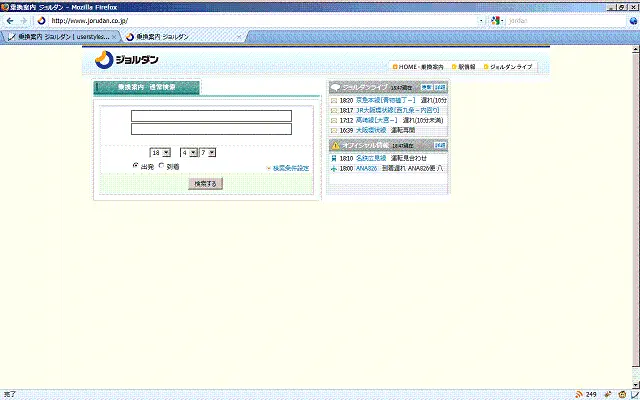 乗換案内 ジョルダン - Mozilla Firefox
http://www.jorudan.co.jp/
jordan
乗換案内 ジョルダン | userstyles...
乗換案内 ジョルダン
ジョルダン
HOME・乗換案内 駅情報 ジョルダンライブ
乗換案内 通常検索
18 4 7
出発 到着
検索条件設定
検索する
ジョルダンライブ 18:47現在 更新 詳細
18:20 京急本線[青物横丁－] 遅れ(10分
18:17 JR大阪環状線[西九条－内回り]
17:12 高崎線[大宮－] 遅れ(10分未満)
16:39 大阪環状線 運転再開
オフィシャル情報 18:47現在 詳細
18:10 名鉄広見線 運転見合わせ
18:00 ANA826 到着遅れ ANA826便 八
完了
249